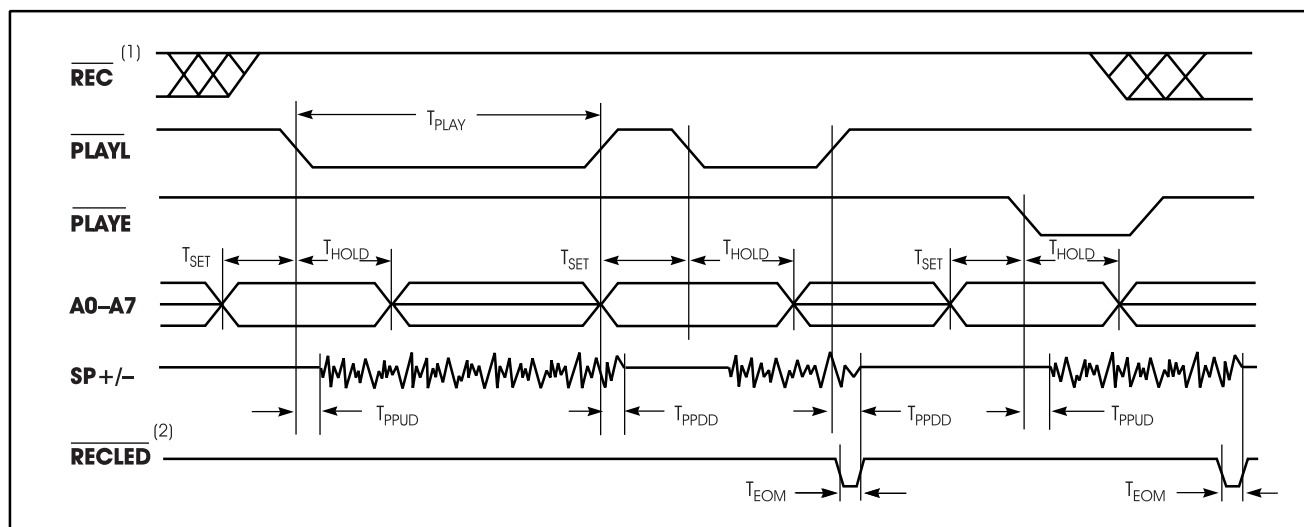 REC (1)
TPLAY
PLAYL
PLAYE
TSET THOLD TSET THOLD TSET THOLD
A0–A7
SP +/–
TPPUD TPPDD TPPDD TPPUD
RECLED (2)
TEOM TEOM